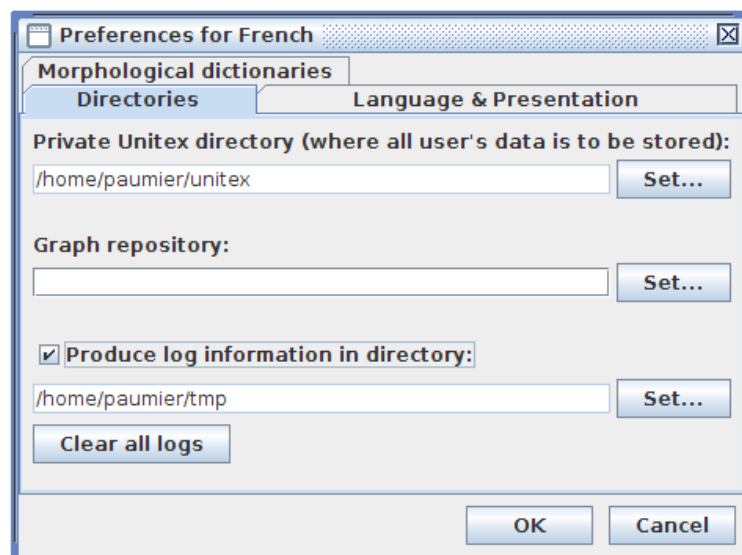 Preferences for French
Morphological dictionaries
Directories
Language & Presentation
Private Unitex directory (where all user's data is to be stored):
/home/paumier/unitex
Set...
Graph repository:
Set...
Produce log information in directory:
/home/paumier/tmp
Set...
Clear all logs
OK
Cancel